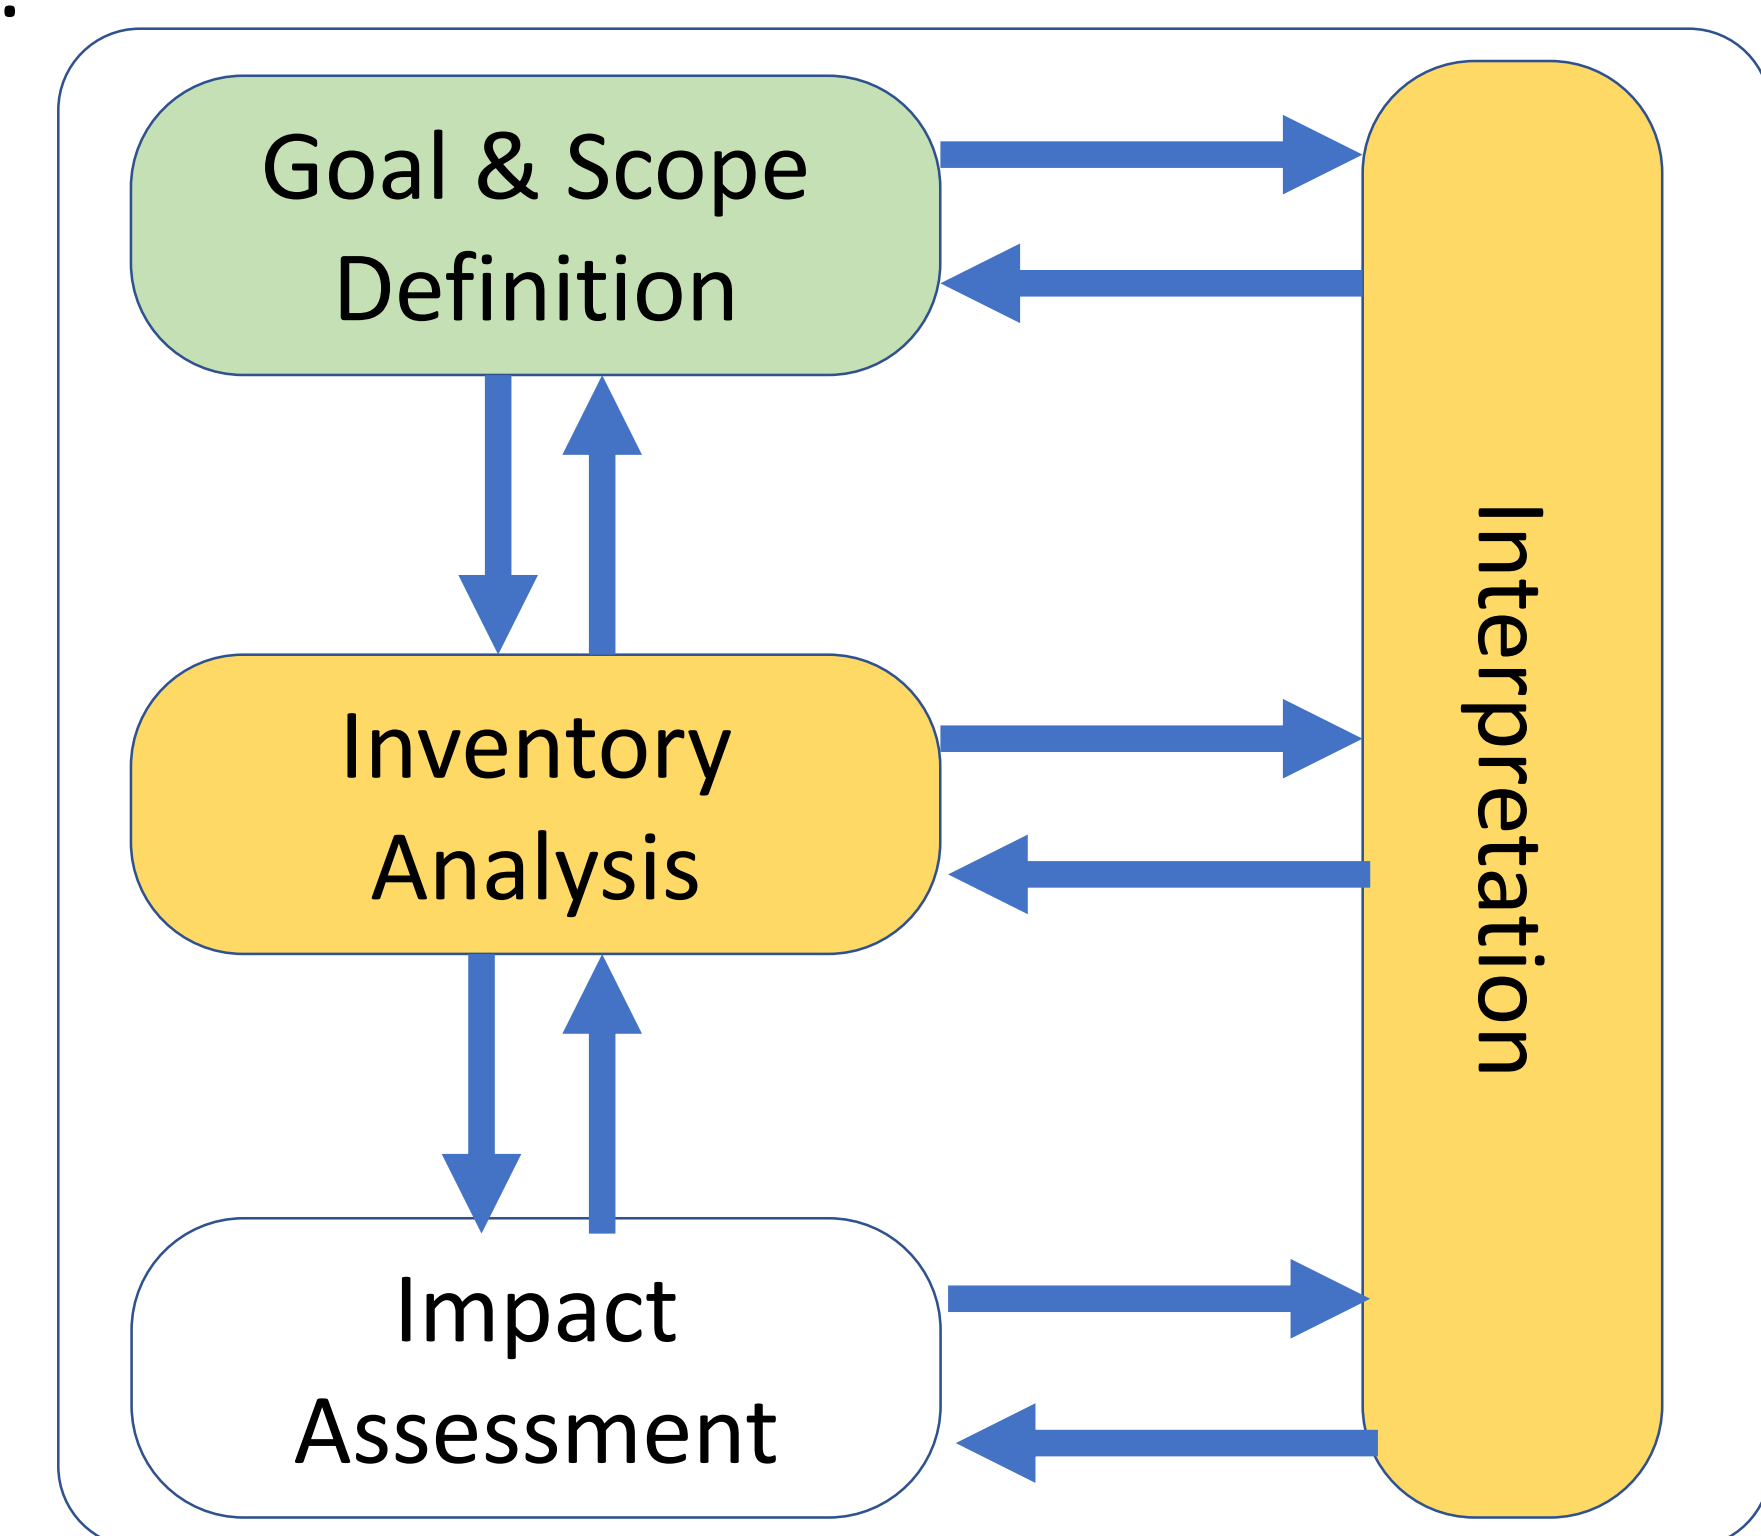 .
Goal & Scope
Definition
Inventory
Analysis
Impact
Assessment
Interpretation